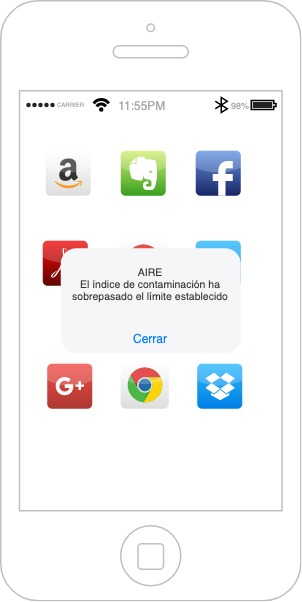 CARRIER 11:55PM 98%
a
f
AIRE
El índice de contaminación ha
sobrepasado el límite establecido
Cerrar
G+